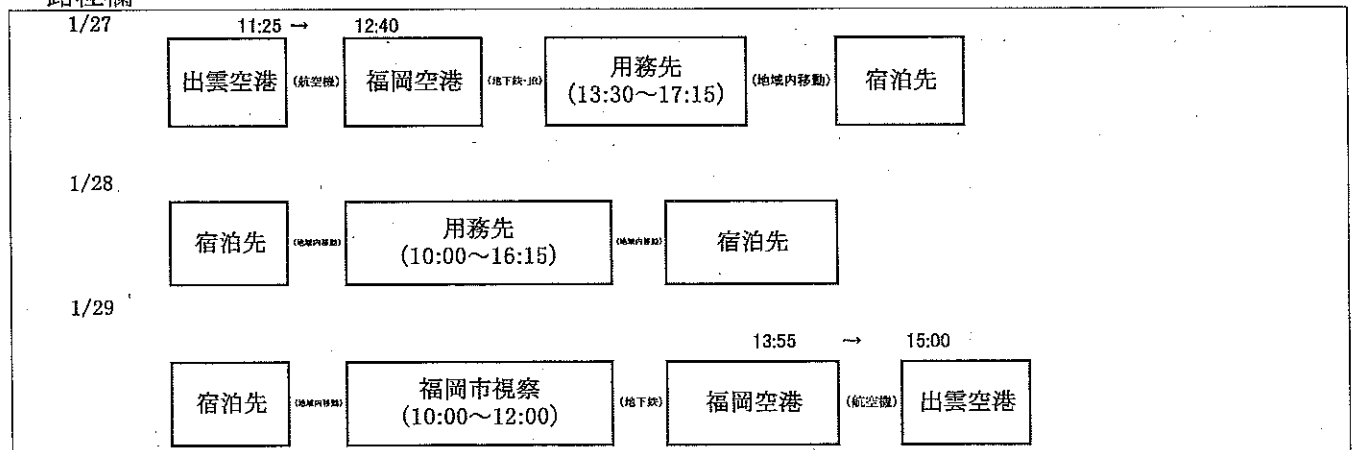 路程欄
1/27
11:25 → 12:40
出雲空港 (航空機) 福岡空港 (地下鉄・JR) 用務先 (地域内移動) 宿泊先
(13:30～17:15)
1/28
宿泊先 (地域内移動) 用務先 (地域内移動) 宿泊先
(10:00～16:15)
1/29
13:55 → 15:00
宿泊先 (地域内移動) 福岡市視察 (地下鉄) 福岡空港 (航空機) 出雲空港
(10:00～12:00)